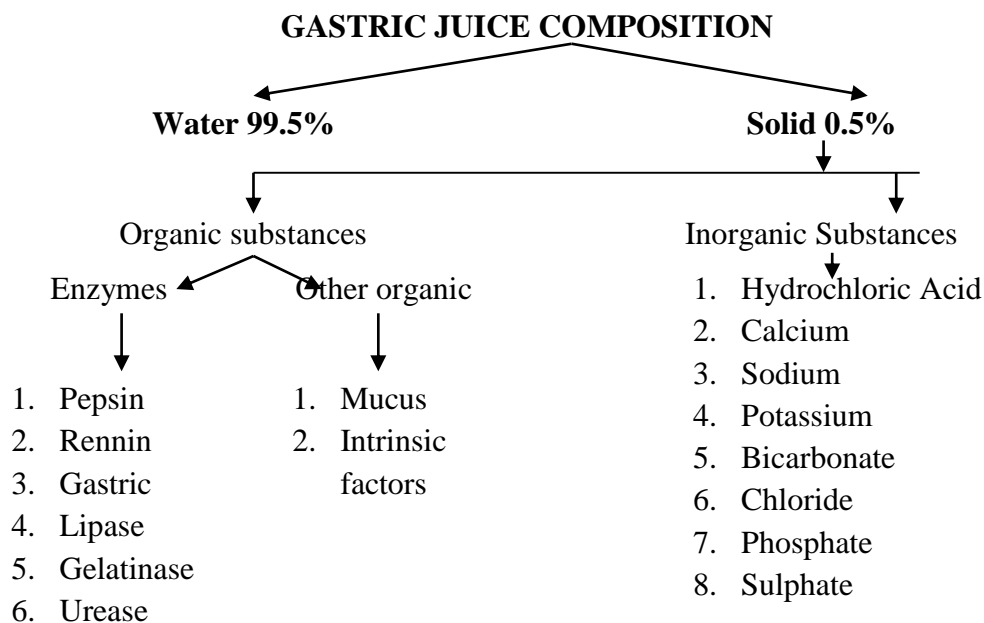 GASTRIC JUICE COMPOSITION
Water 99.5%
Solid 0.5%
Organic substances
Inorganic Substances
Enzymes
Other organic
1. Pepsin
2. Rennin
3. Gastric
4. Lipase
5. Gelatinase
6. Urease
1. Mucus
2. Intrinsic
factors
1. Hydrochloric Acid
2. Calcium
3. Sodium
4. Potassium
5. Bicarbonate
6. Chloride
7. Phosphate
8. Sulphate